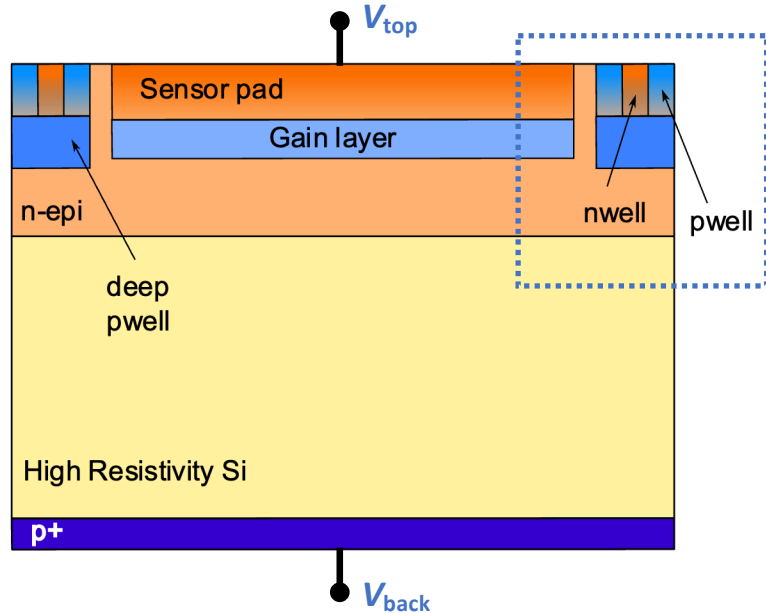 Vtop
Sensor pad
Gain layer
n-epi
nwell
pwell
deep
pwell
High Resistivity Si
p+
Vback